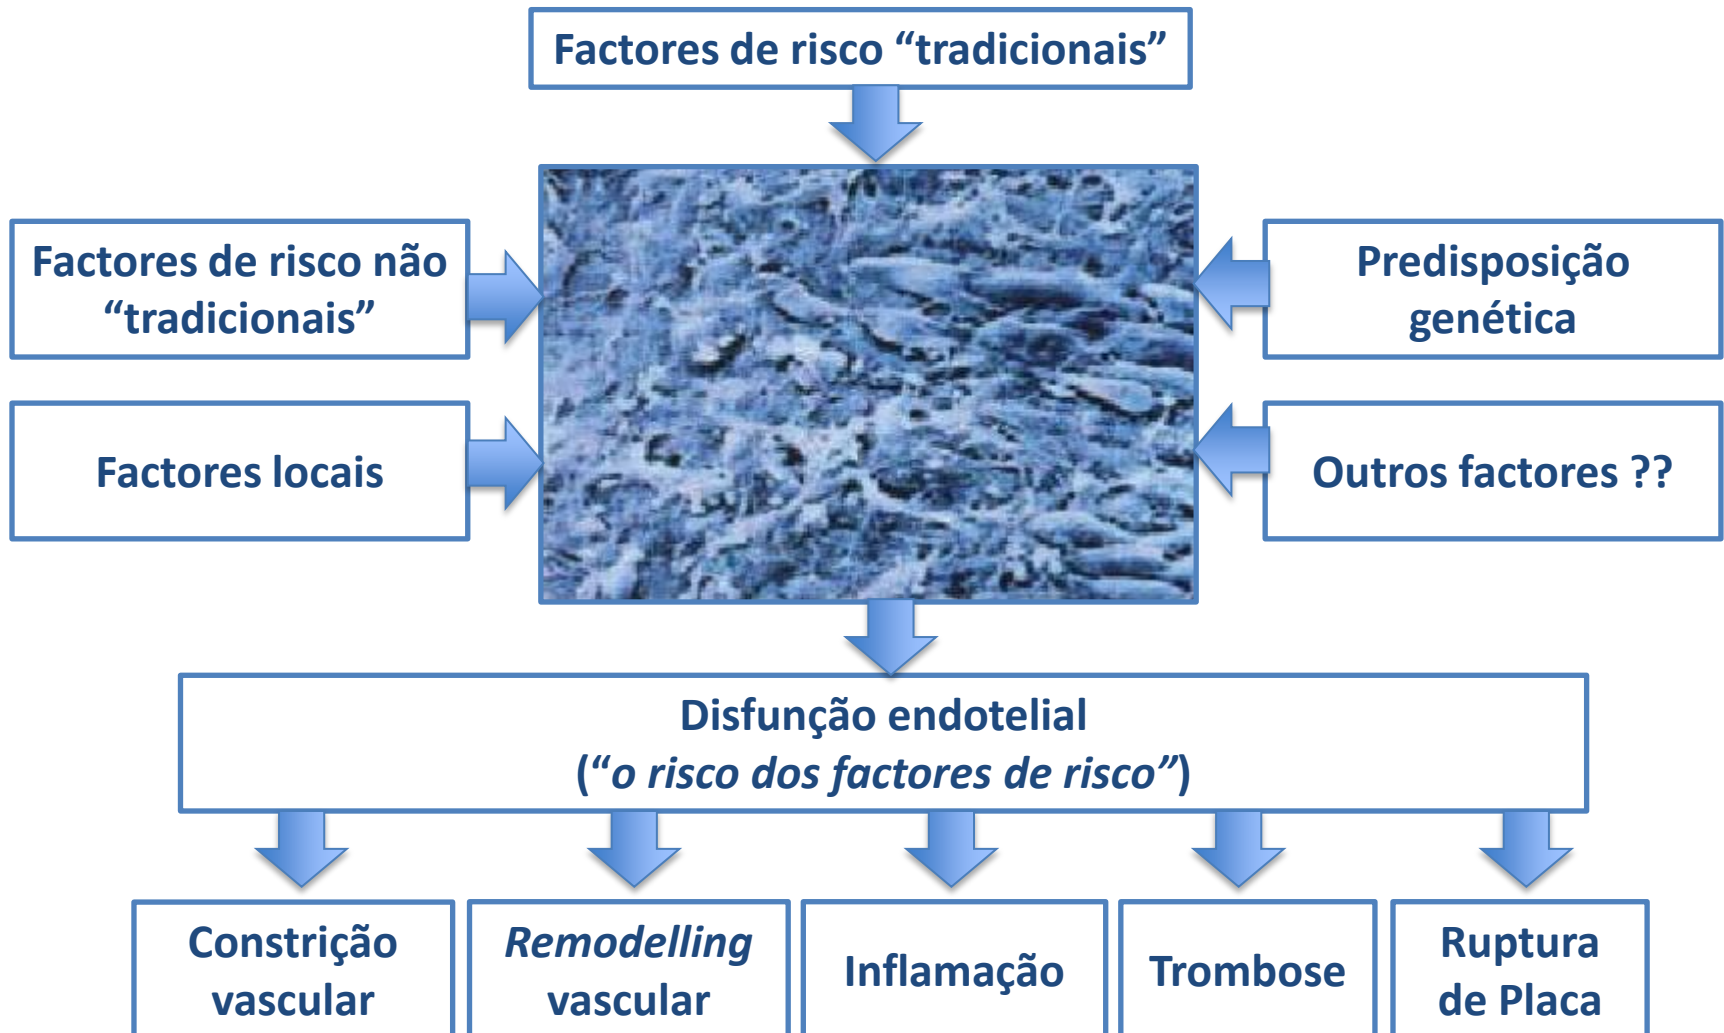 Factores de risco “tradicionais”
Factores de risco não
“tradicionais”
Predisposição
genética
Factores locais
Outros factores ??
Disfunção endotelial
(“o risco dos factores de risco”)
Constrição
vascular
Remodelling
vascular
Inflamação
Trombose
Ruptura
de Placa